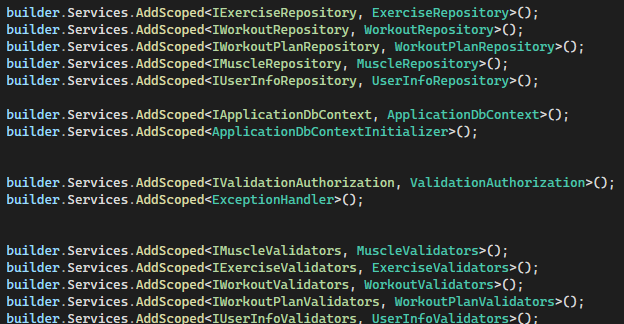 builder.Services.AddScoped<IExerciseRepository, ExerciseRepository>();
builder.Services.AddScoped<IWorkoutRepository, WorkoutRepository>();
builder.Services.AddScoped<IWorkoutPlanRepository, WorkoutPlanRepository>();
builder.Services.AddScoped<IMuscleRepository, MuscleRepository>();
builder.Services.AddScoped<IUserInfoRepository, UserInfoRepository>();
builder.Services.AddScoped<IApplicationDbContext, ApplicationDbContext>();
builder.Services.AddScoped<ApplicationDbContextInitializer>();
builder.Services.AddScoped<IValidationAuthorization, ValidationAuthorization>();
builder.Services.AddScoped<ExceptionHandler>();
builder.Services.AddScoped<IMuscleValidators, MuscleValidators>();
builder.Services.AddScoped<IExerciseValidators, ExerciseValidators>();
builder.Services.AddScoped<IWorkoutValidators, WorkoutValidators>();
builder.Services.AddScoped<IWorkoutPlanValidators, WorkoutPlanValidators>();
builder.Services.AddScoped<IUserInfoValidators, UserInfoValidators>();